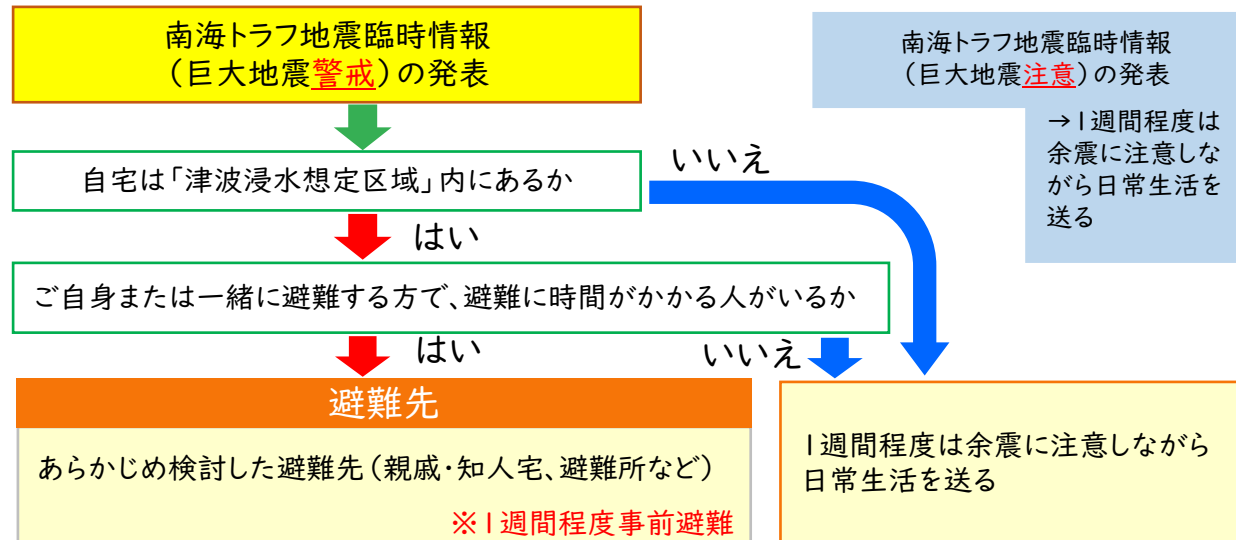 南海トラフ地震臨時情報
（巨大地震警戒）の発表
南海トラフ地震臨時情報
（巨大地震注意）の発表
→1週間程度は
余震に注意しな
がら日常生活を
送る
自宅は「津波浸水想定区域」内にあるか
いいえ
はい
ご自身または一緒に避難する方で、避難に時間がかかる人がいるか
はい
いいえ
避難先
あらかじめ検討した避難先（親戚・知人宅、避難所など）
※1週間程度事前避難
1週間程度は余震に注意しながら
日常生活を送る